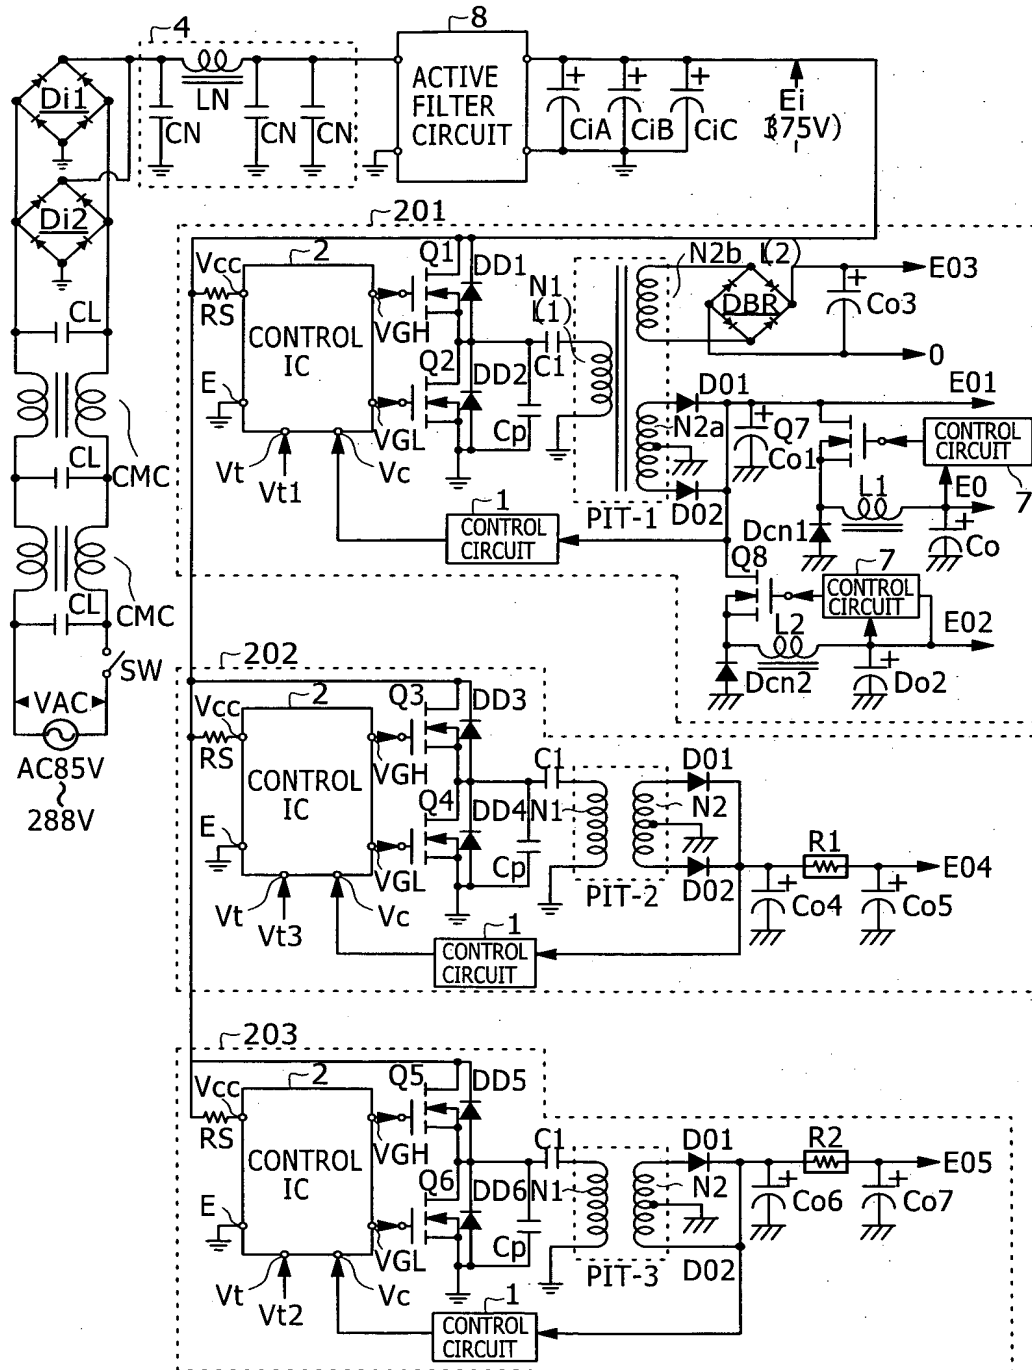 4
8
Di1
LN
CN
CN
CN
ACTIVE
FILTER
CIRCUIT
CiA
CiB
CiC
Ei
(375V)
Di2
201
2
Vcc
RS
CONTROL
IC
E
Vt
Vt1
Vc
VGH
VGL
Q1
DD1
Q2
DD2
Cp
C1
N1
(L1)
N2b
(L2)
DBR
Co3
E03
0
D01
N2a
D02
PIT-1
Co1
Q7
E01
CONTROL
CIRCUIT
7
L1
E0
Co
Dcn1
1
CONTROL
CIRCUIT
Q8
7
CONTROL
CIRCUIT
L2
E02
Dcn2
Do2
CL
CMC
CL
CMC
CL
SW
VAC
AC85V
~
288V
202
2
Vcc
RS
CONTROL
IC
E
Vt
Vt3
Vc
VGH
VGL
Q3
DD3
Q4
DD4
Cp
C1
N1
PIT-2
N2
D01
D02
R1
E04
Co4
Co5
1
CONTROL
CIRCUIT
203
2
Vcc
RS
CONTROL
IC
E
Vt
Vt2
Vc
VGH
VGL
Q5
DD5
Q6
DD6
Cp
C1
N1
PIT-3
N2
D01
D02
R2
E05
Co6
Co7
1
CONTROL
CIRCUIT